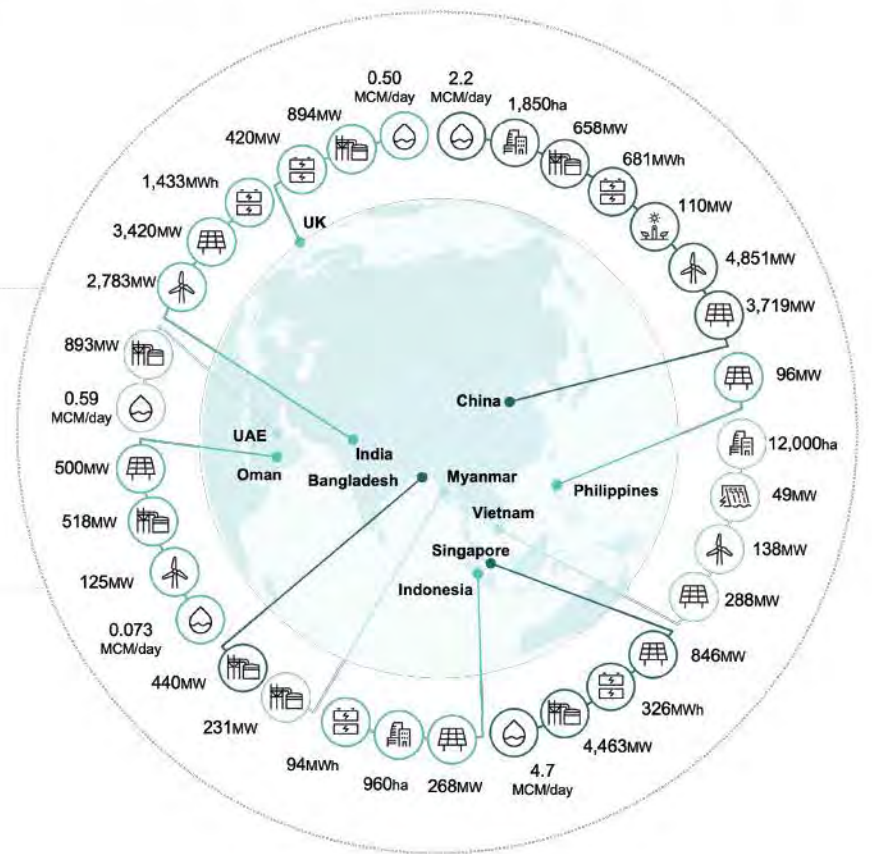 0.50
MCM/day
2.2
MCM/day
1,850ha
658MW
681MWh
110MW
4,851MW
3,719MW
96MW
12,000ha
49MW
138MW
288MW
846MW
326MWh
4,463MW
4.7
MCM/day
268MW
960ha
94MWh
231MW
440MW
0.073
MCM/day
125MW
518MW
500MW
0.59
MCM/day
893MW
2,783MW
3,420MW
1,433MWh
420MW
894MW
UK
China
UAE
India
Oman
Bangladesh
Myanmar
Philippines
Vietnam
Singapore
Indonesia